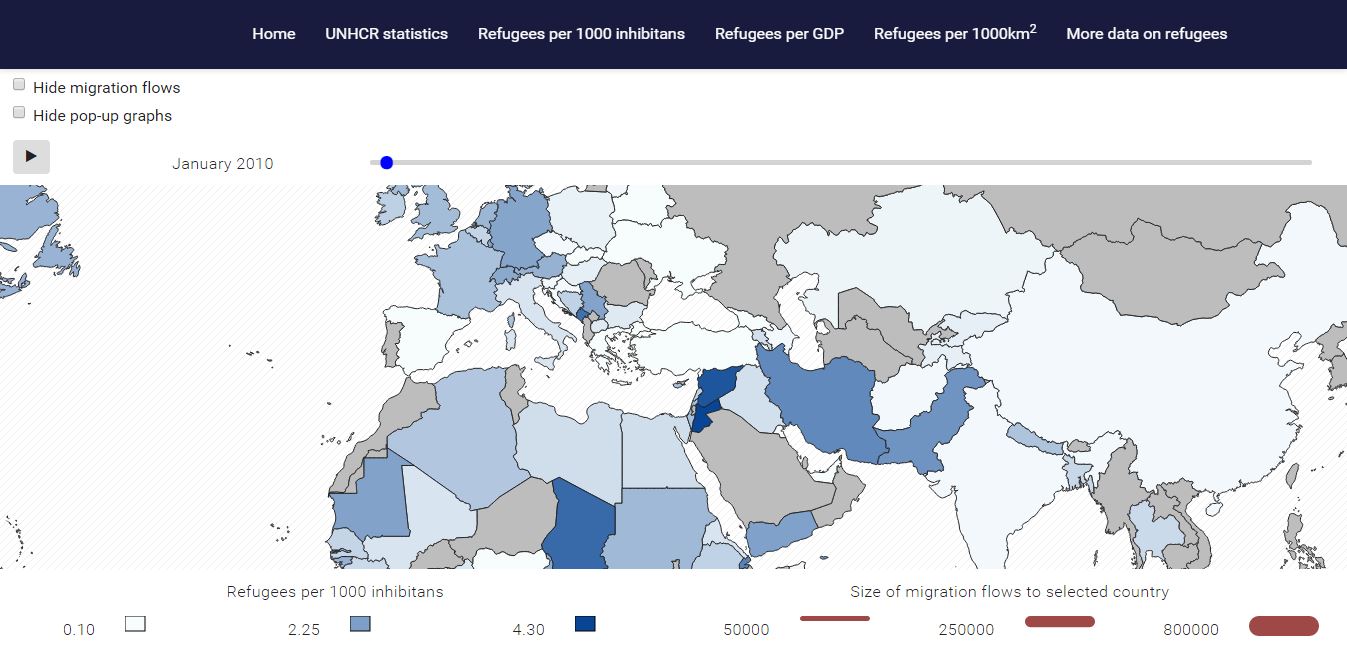 Home UNHCR statistics Refugees per 1000 inhibitans Refugees per GDP Refugees per 1000km² More data on refugees
Hide migration flows
Hide pop-up graphs
January 2010
Refugees per 1000 inhibitans Size of migration flows to selected country
0.10 2.25 4.30 50000 250000 800000